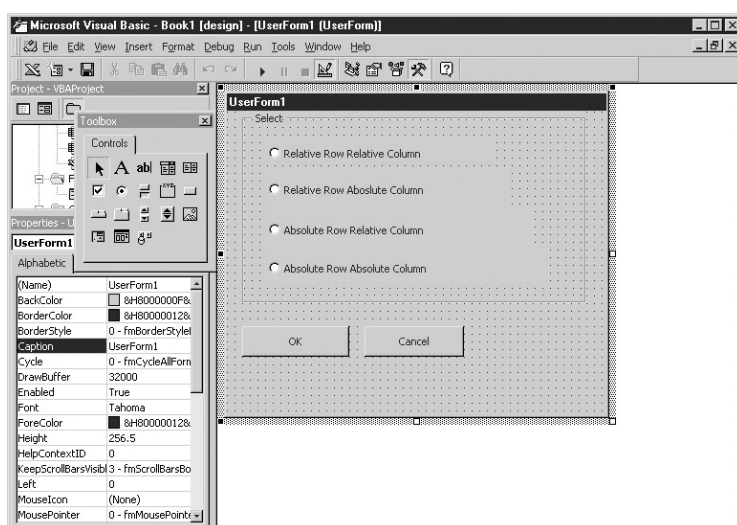 Microsoft Visual Basic - Book1 [design] - [UserForm1 (UserForm)]
File Edit View Insert Format Debug Run Tools Window Help
Project - VBAProject
Toolbox
Controls
A abl
XYZ
Properties - U
UserForm1
Alphabetic
(Name) UserForm1
BackColor &H8000000F&
BorderColor &H80000012&
BorderStyle 0 - fmBorderStyleI
Caption UserForm1
Cycle 0 - fmCycleAllForm
DrawBuffer 32000
Enabled True
Font Tahoma
ForeColor &H80000012&
Height 256.5
HelpContextID 0
KeepScrollBarsVisibl 3 - fmScrollBarsBo
Left 0
MouseIcon (None)
MousePointer 0 - fmMousePointe
UserForm1
Select
Relative Row Relative Column
Relative Row Aboslute Column
Absolute Row Relative Column
Absolute Row Absolute Column
OK Cancel